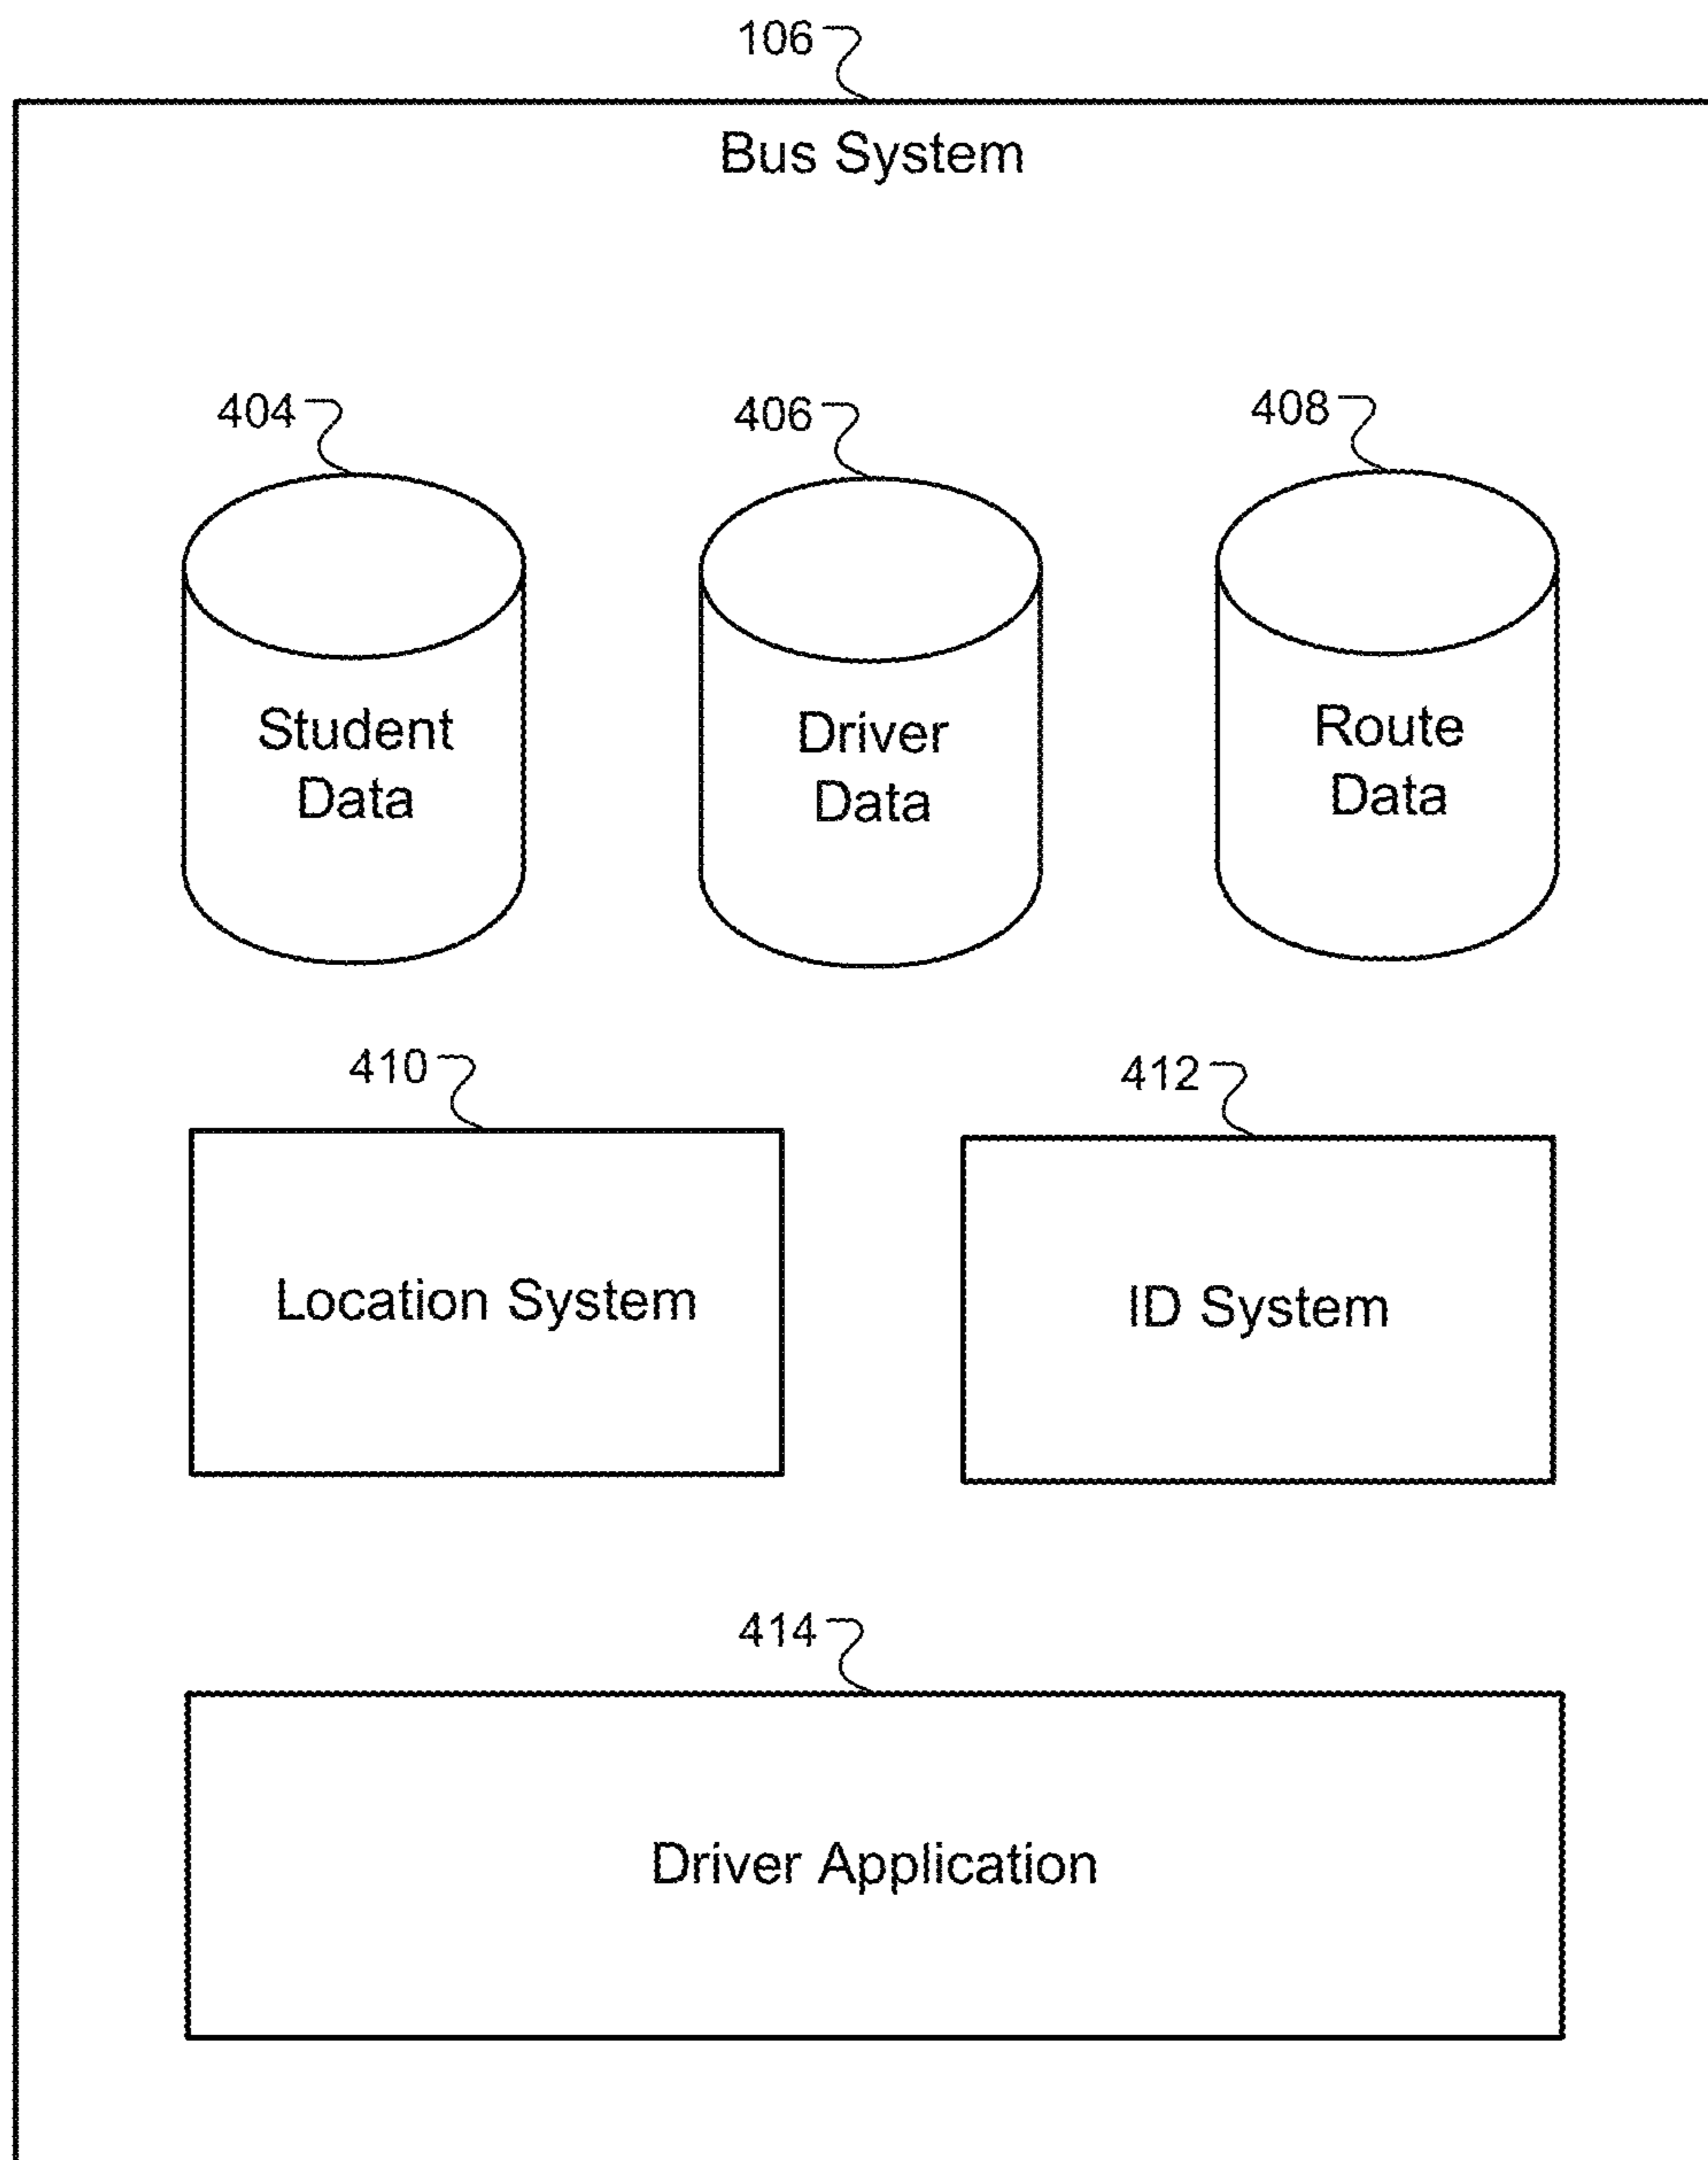 106
Bus System
404
406
408
Student
Data
Driver
Data
Route
Data
410
412
Location System
ID System
414
Driver Application